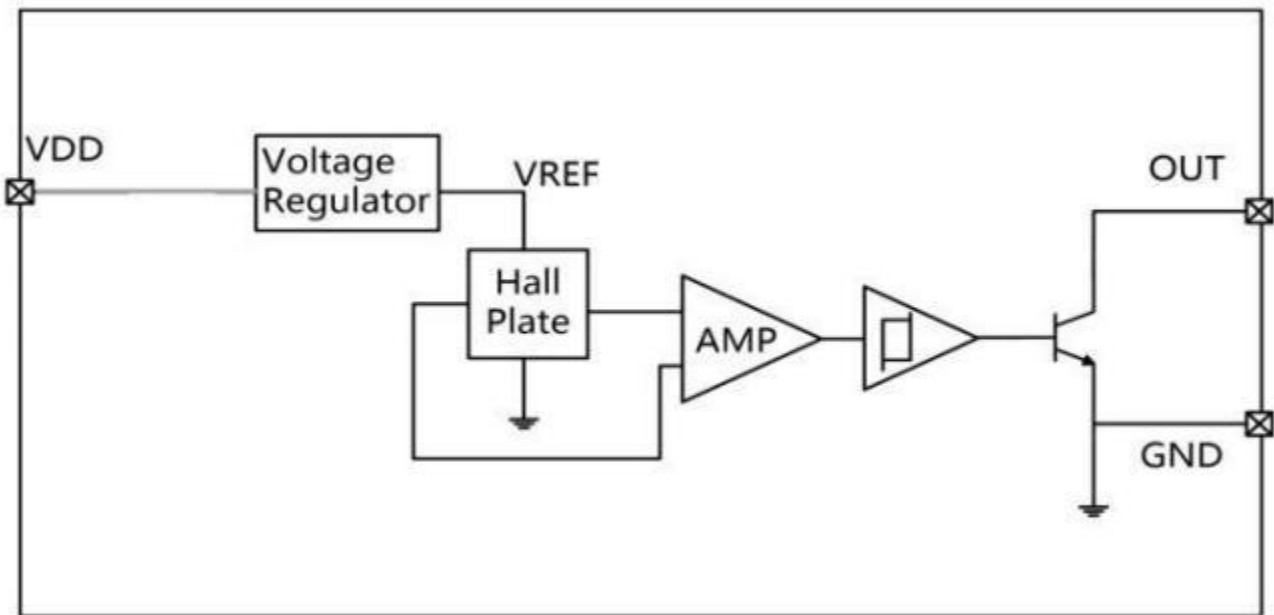 VDD
Voltage
Regulator
VREF
OUT
Hall
Plate
AMP
GND